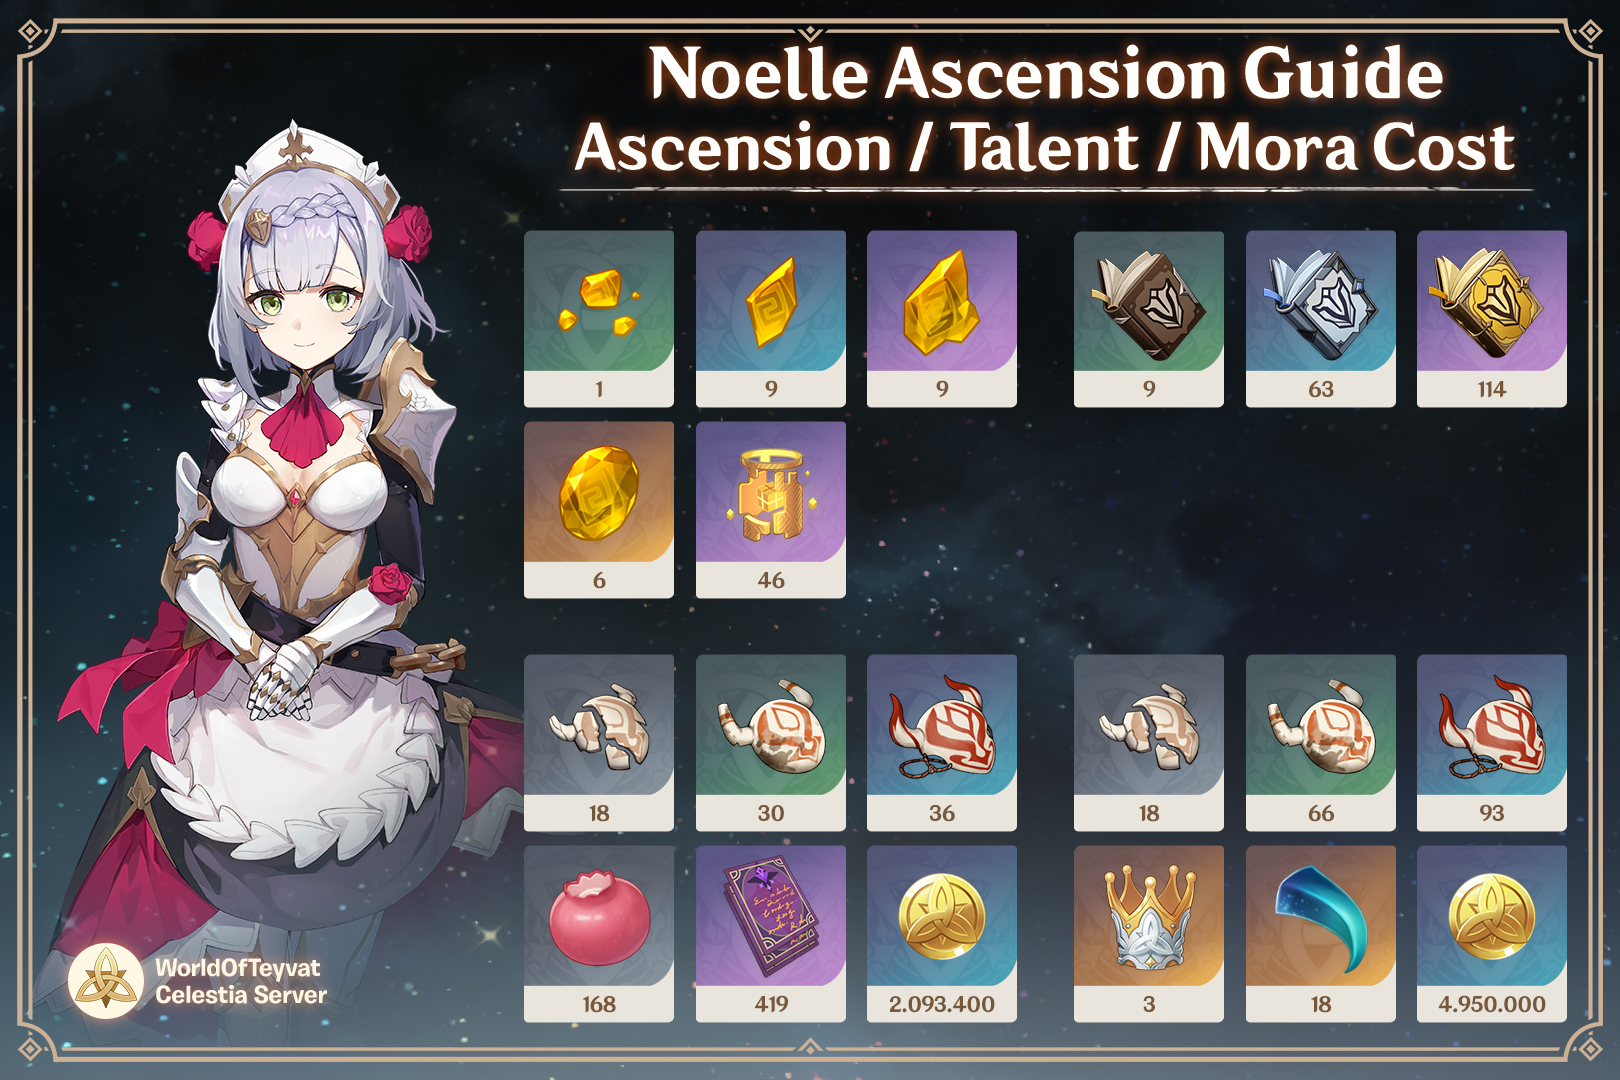 Noelle Ascension Guide
Ascension / Talent / Mora Cost
1 9 9 9 63 114
6 46
18 30 36 18 66 93
168 419 2.093.400 3 18 4.950.000
WorldOfTeyvat
Celestia Server